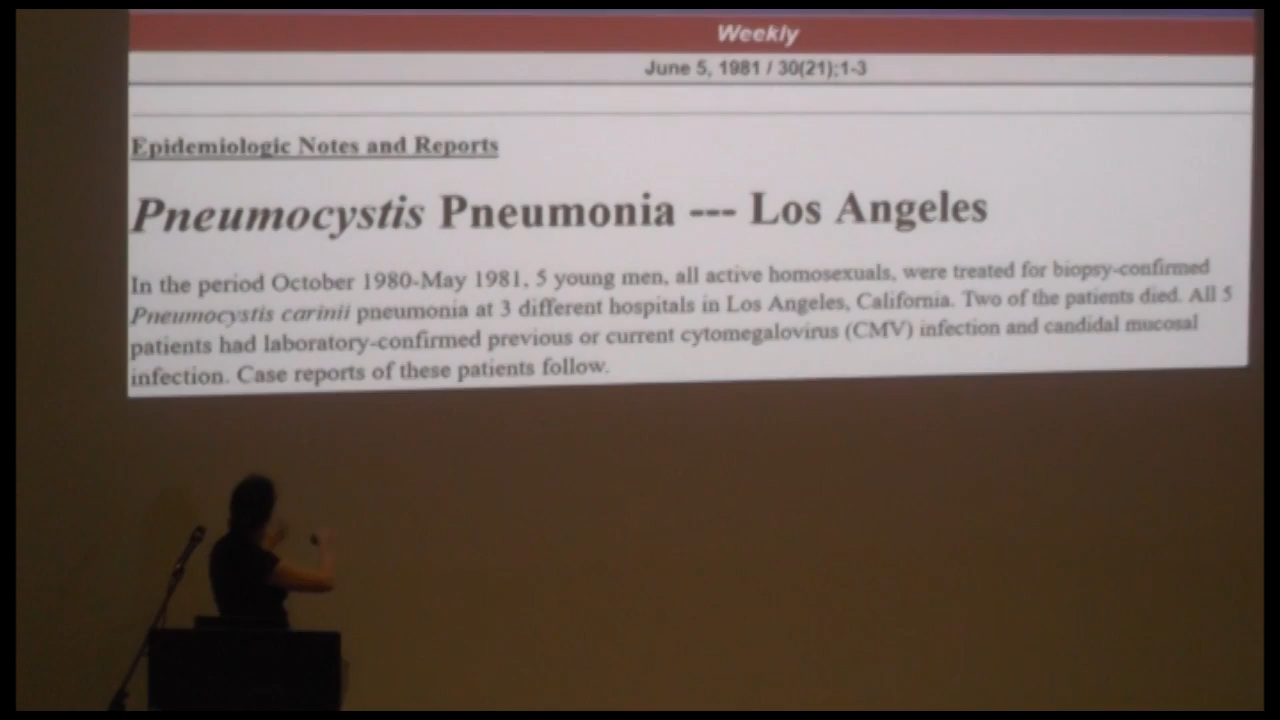 Weekly
June 5, 1981 / 30(21);1-3
Epidemiologic Notes and Reports
Pneumocystis Pneumonia --- Los Angeles
In the period October 1980-May 1981, 5 young men, all active homosexuals, were treated for biopsy-confirmed
Pneumocystis carinii pneumonia at 3 different hospitals in Los Angeles, California. Two of the patients died. All 5
patients had laboratory-confirmed previous or current cytomegalovirus (CMV) infection and candidal mucosal
infection. Case reports of these patients follow.